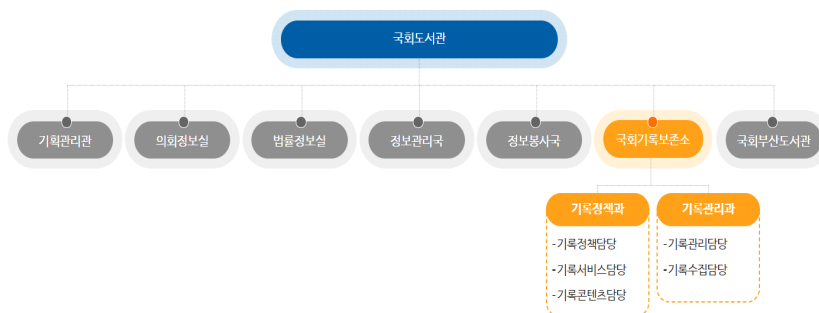 국회도서관
기획관리관
의회정보실
법률정보실
정보관리국
정보봉사국
국회기록보존소
국회부산도서관
기록정책과
- 기록정책담당
- 기록서비스담당
- 기록콘텐츠담당
기록관리과
- 기록관리담당
- 기록수집담당